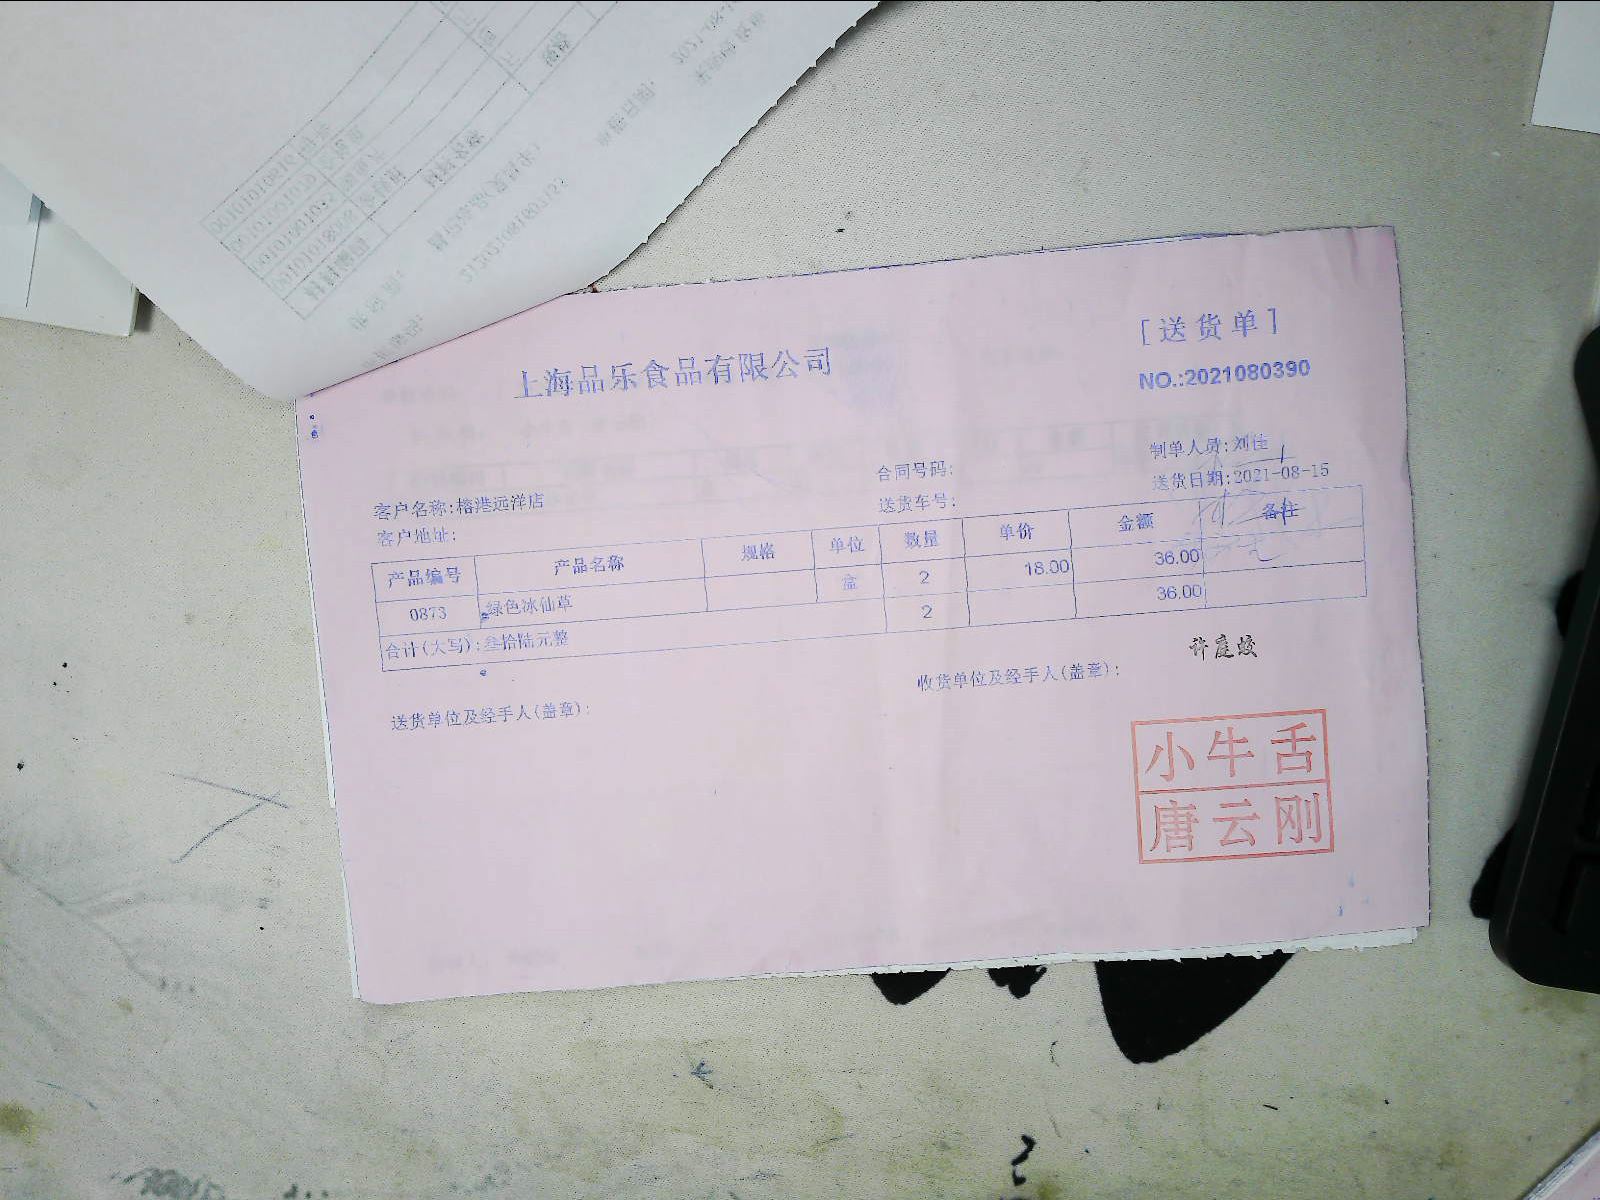 上海品乐食品有限公司
[送货单]
NO.:2021080390
制单人员:刘佳
合同号码:
送货日期:2021-08-15
客户名称:榕港远洋店
送货车号:
客户地址:
产品编号 产品名称 规格 单位 数量 单价 金额 备注
0873 绿色冰仙草 盒 2 18.00 36.00
合计(大写):叁拾陆元整 2 36.00
许庭蛟
收货单位及经手人(盖章):
送货单位及经手人(盖章):
小牛舌
唐云刚